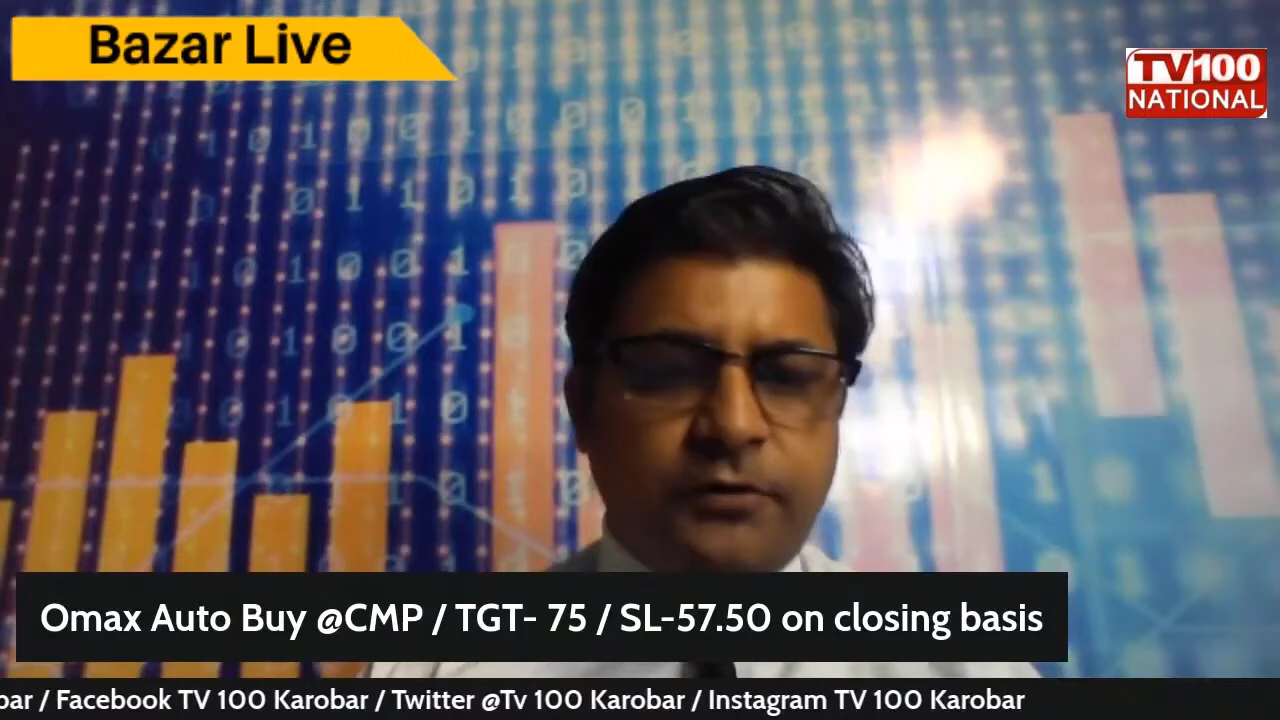 Bazar Live
TV100
NATIONAL
Omax Auto Buy @CMP / TGT- 75 / SL-57.50 on closing basis
bar / Facebook TV 100 Karobar / Twitter @Tv 100 Karobar / Instagram TV 100 Karobar